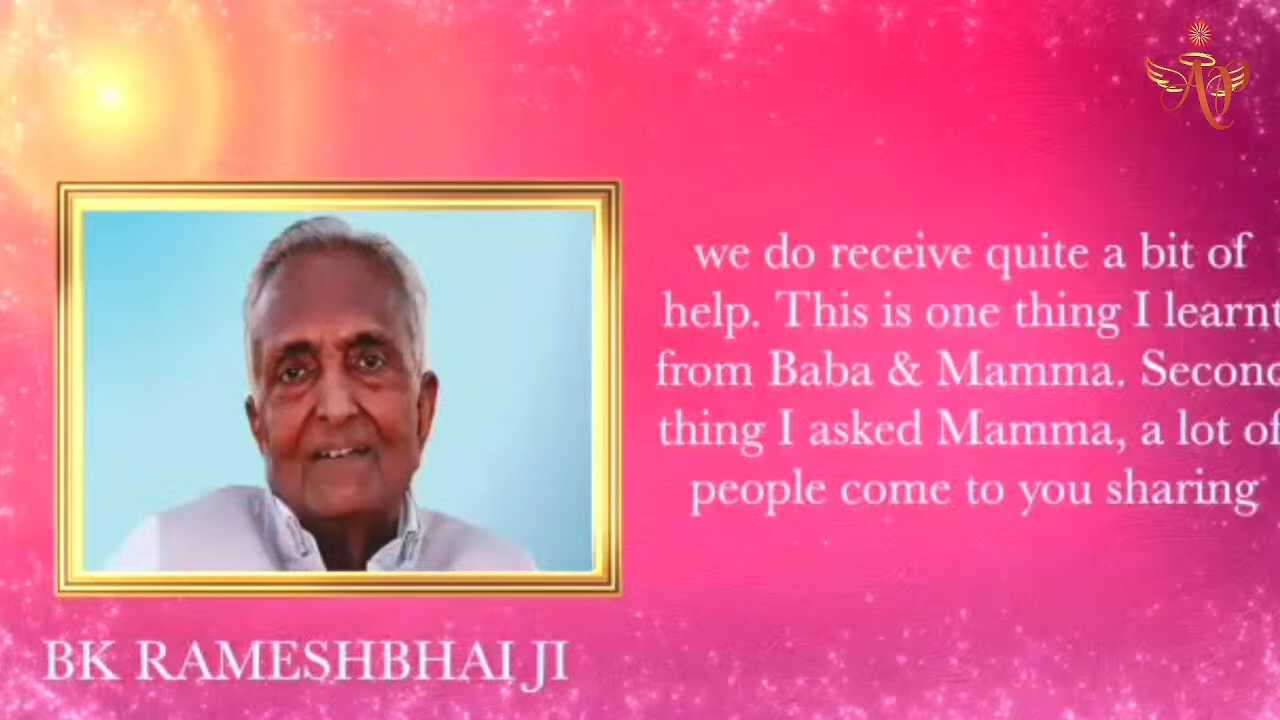 we do receive quite a bit of
help. This is one thing I learnt
from Baba & Mamma. Second
thing I asked Mamma, a lot of
people come to you sharing
BK RAMESHBHAI JI